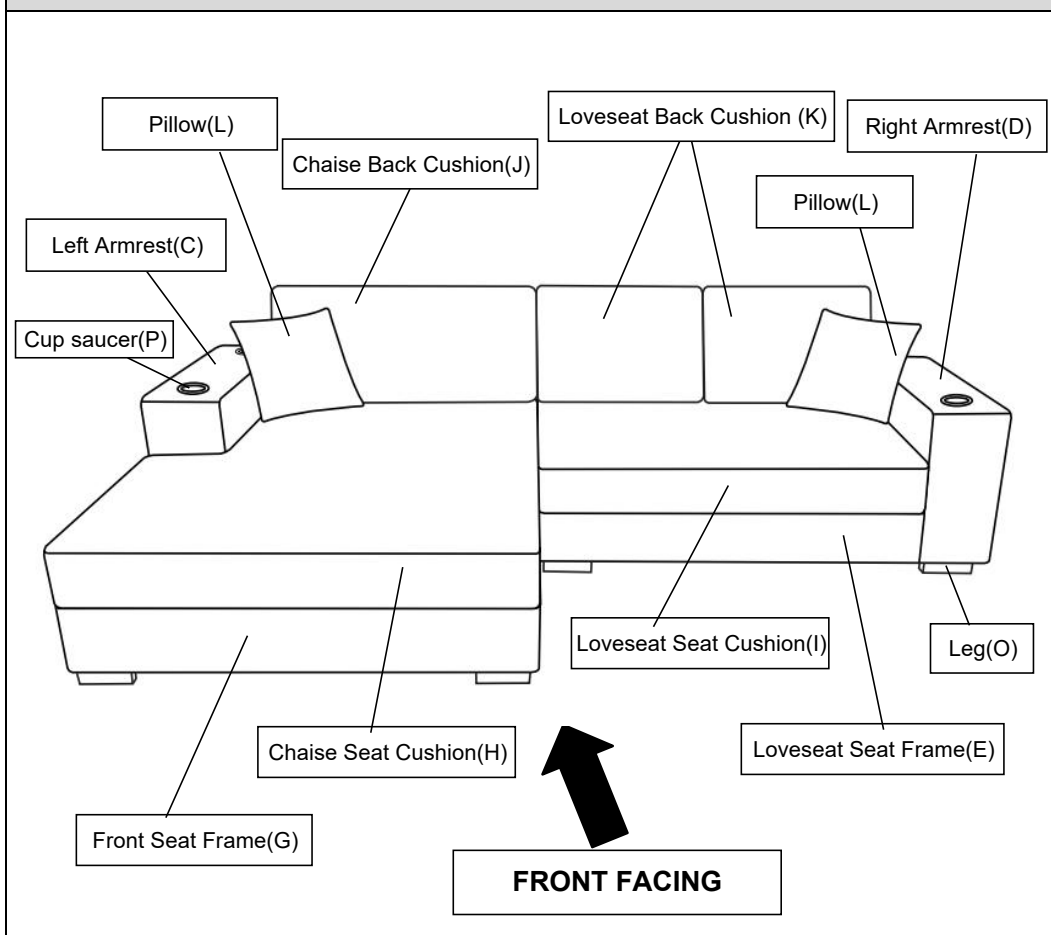 Pillow(L)
Loveseat Back Cushion (K)
Right Armrest(D)
Chaise Back Cushion(J)
Pillow(L)
Left Armrest(C)
Cup saucer(P)
Loveseat Seat Cushion(I)
Leg(O)
Chaise Seat Cushion(H)
Loveseat Seat Frame(E)
Front Seat Frame(G)
FRONT FACING